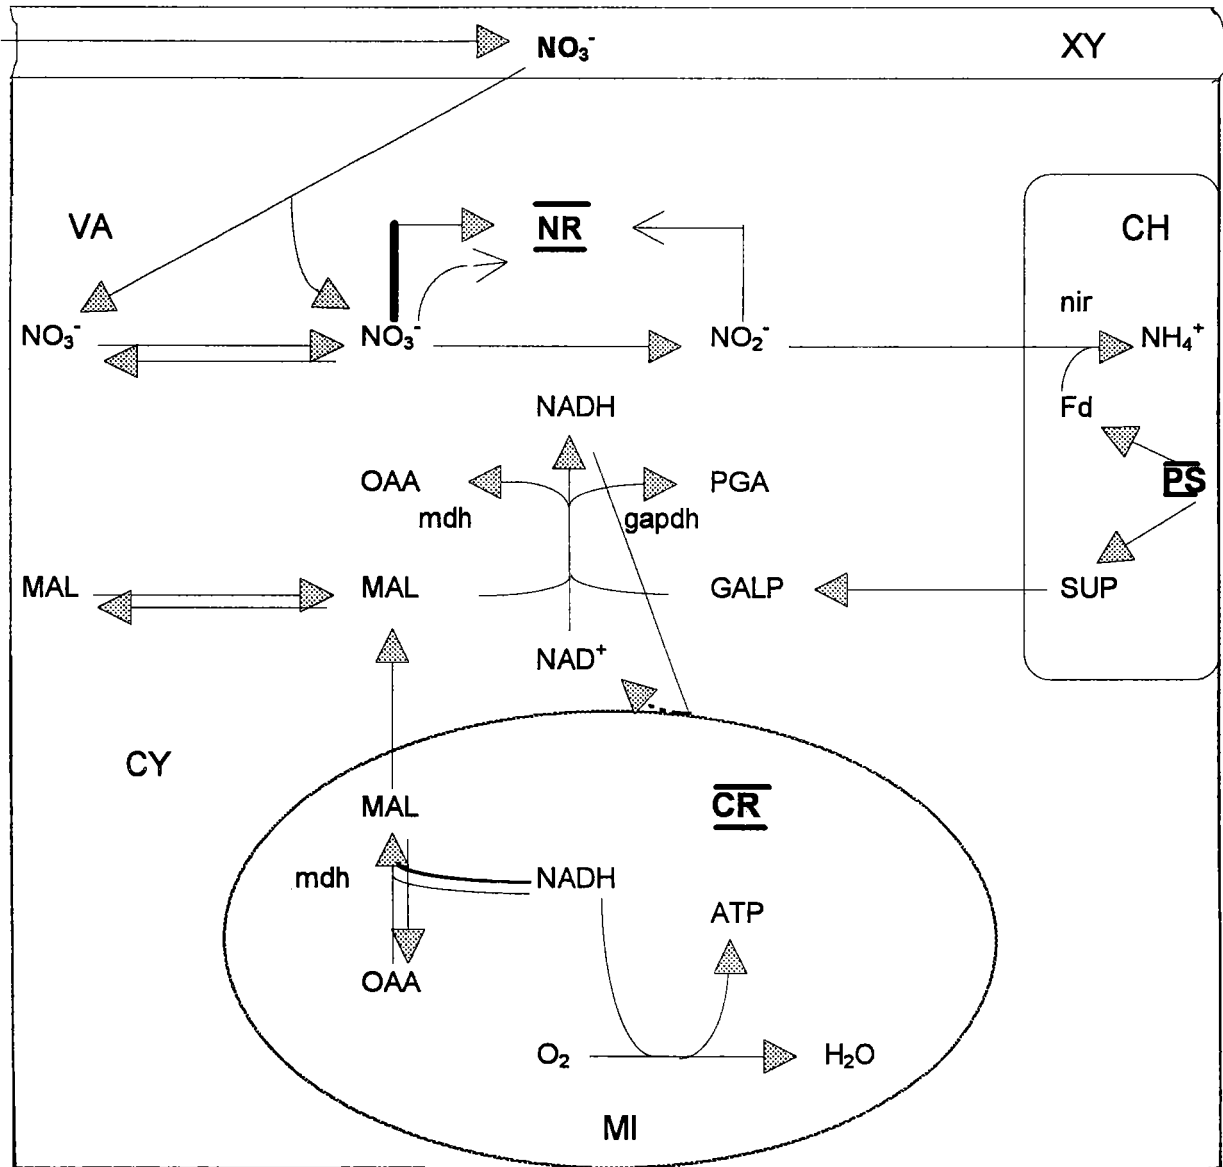 NO₃⁻ XY
VA NR CH
nir
NO₃⁻ NO₃⁻ NO₂⁻ NH₄⁺
NADH Fd
OAA PGA PS
mdh gapdh
MAL MAL GALP SUP
NAD⁺
CY
MAL CR
mdh NADH
ATP
OAA
O₂ H₂O
MI